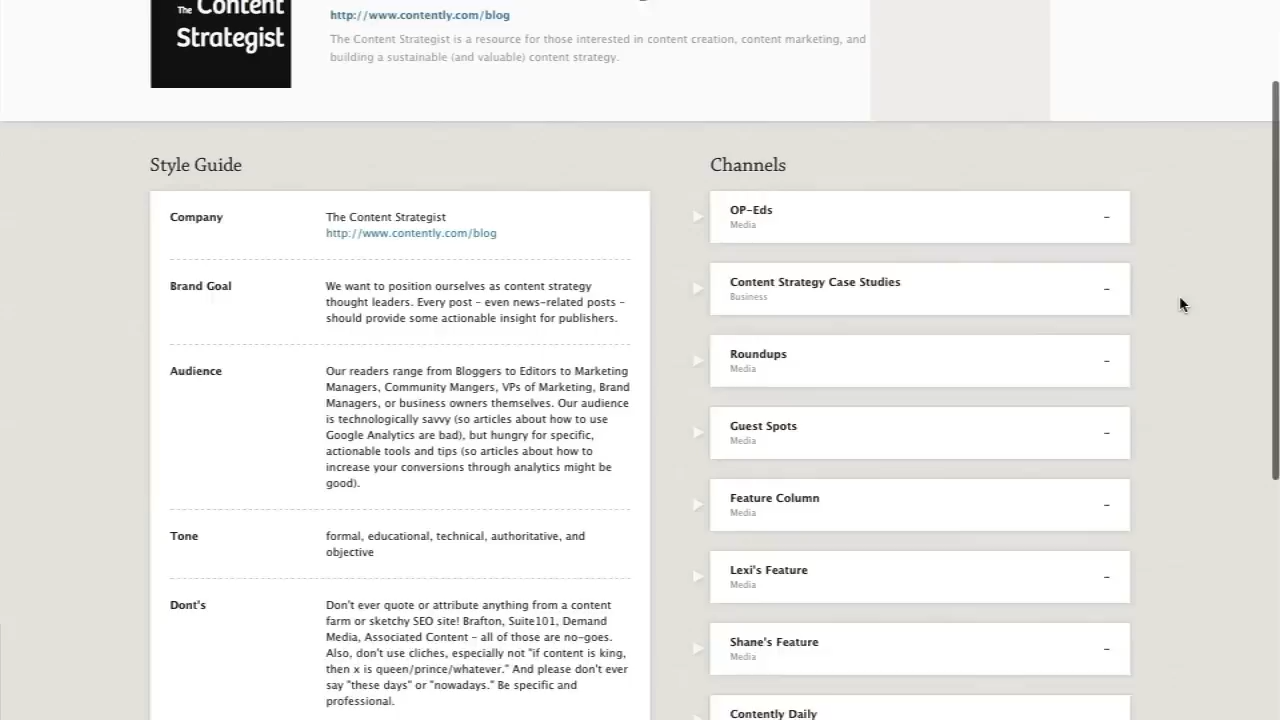 The Content
Strategist
http://www.contently.com/blog
The Content Strategist is a resource for those interested in content creation, content marketing, and
building a sustainable (and valuable) content strategy.
Style Guide
Company
The Content Strategist
http://www.contently.com/blog
Brand Goal
We want to position ourselves as content strategy
thought leaders. Every post - even news-related posts -
should provide some actionable insight for publishers.
Audience
Our readers range from Bloggers to Editors to Marketing
Managers, Community Mangers, VPs of Marketing, Brand
Managers, or business owners themselves. Our audience
is technologically savvy (so articles about how to use
Google Analytics are bad), but hungry for specific,
actionable tools and tips (so articles about how to
increase your conversions through analytics might be
good).
Tone
formal, educational, technical, authoritative, and
objective
Dont's
Don't ever quote or attribute anything from a content
farm or sketchy SEO site! Brafton, Suite101, Demand
Media, Associated Content - all of those are no-goes.
Also, don't use cliches, especially not "if content is king,
then x is queen/prince/whatever." And please don't ever
say "these days" or "nowadays." Be specific and
professional.
Channels
OP-Eds
Media
Content Strategy Case Studies
Business
Roundups
Media
Guest Spots
Media
Feature Column
Media
Lexi's Feature
Media
Shane's Feature
Media
Contently Daily